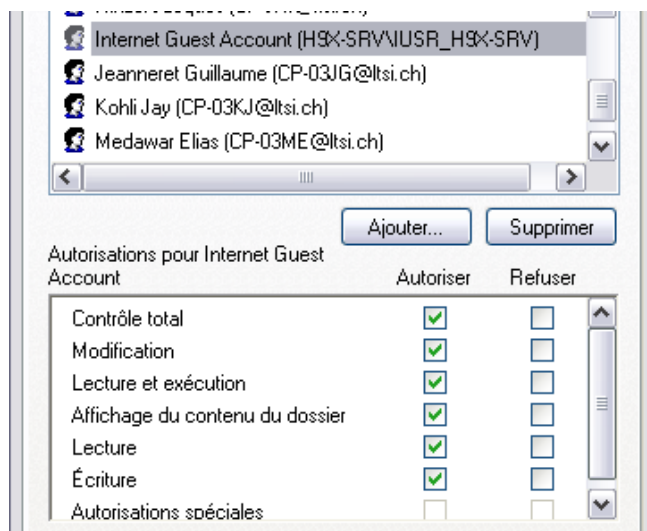 Internet Guest Account (H9X-SRV\IUSR_H9X-SRV)
Jeanneret Guillaume (CP-03JG@ltsi.ch)
Kohli Jay (CP-03KJ@ltsi.ch)
Medawar Elias (CP-03ME@ltsi.ch)
Ajouter... Supprimer
Autorisations pour Internet Guest
Account Autoriser Refuser
Contrôle total
Modification
Lecture et exécution
Affichage du contenu du dossier
Lecture
Écriture
Autorisations spéciales